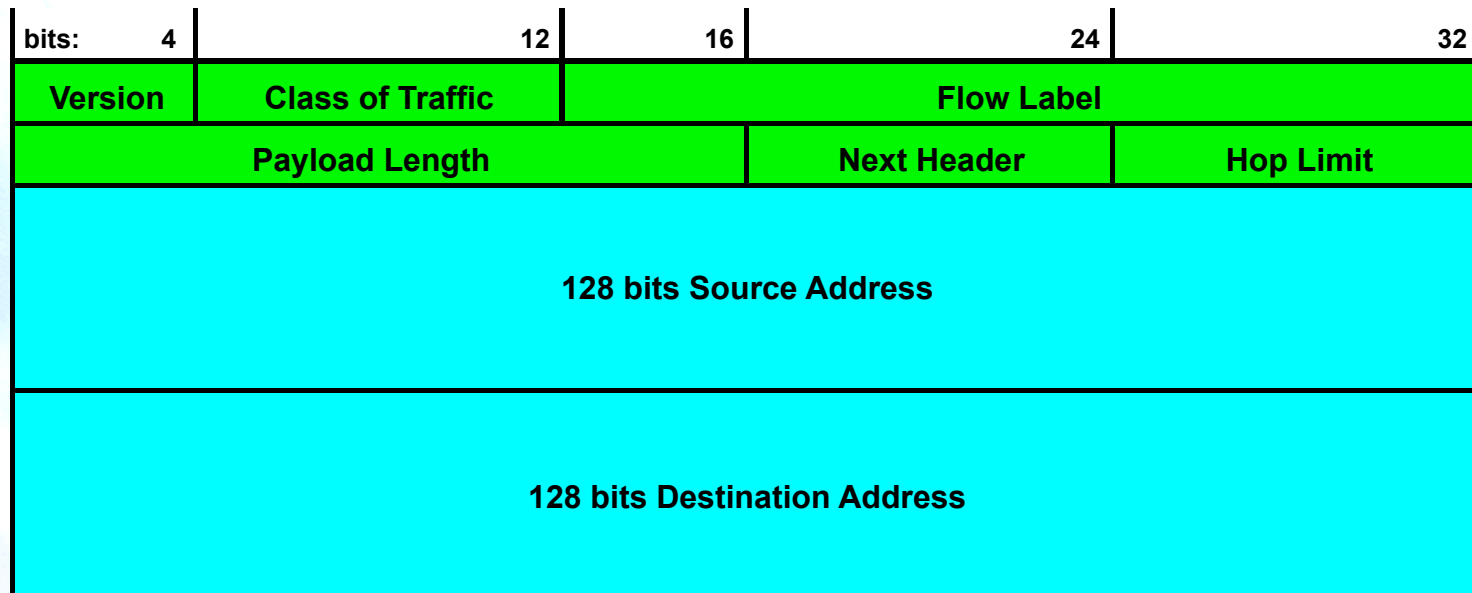 bits: 4 12 16 24 32
Version Class of Traffic Flow Label
Payload Length Next Header Hop Limit
128 bits Source Address
128 bits Destination Address